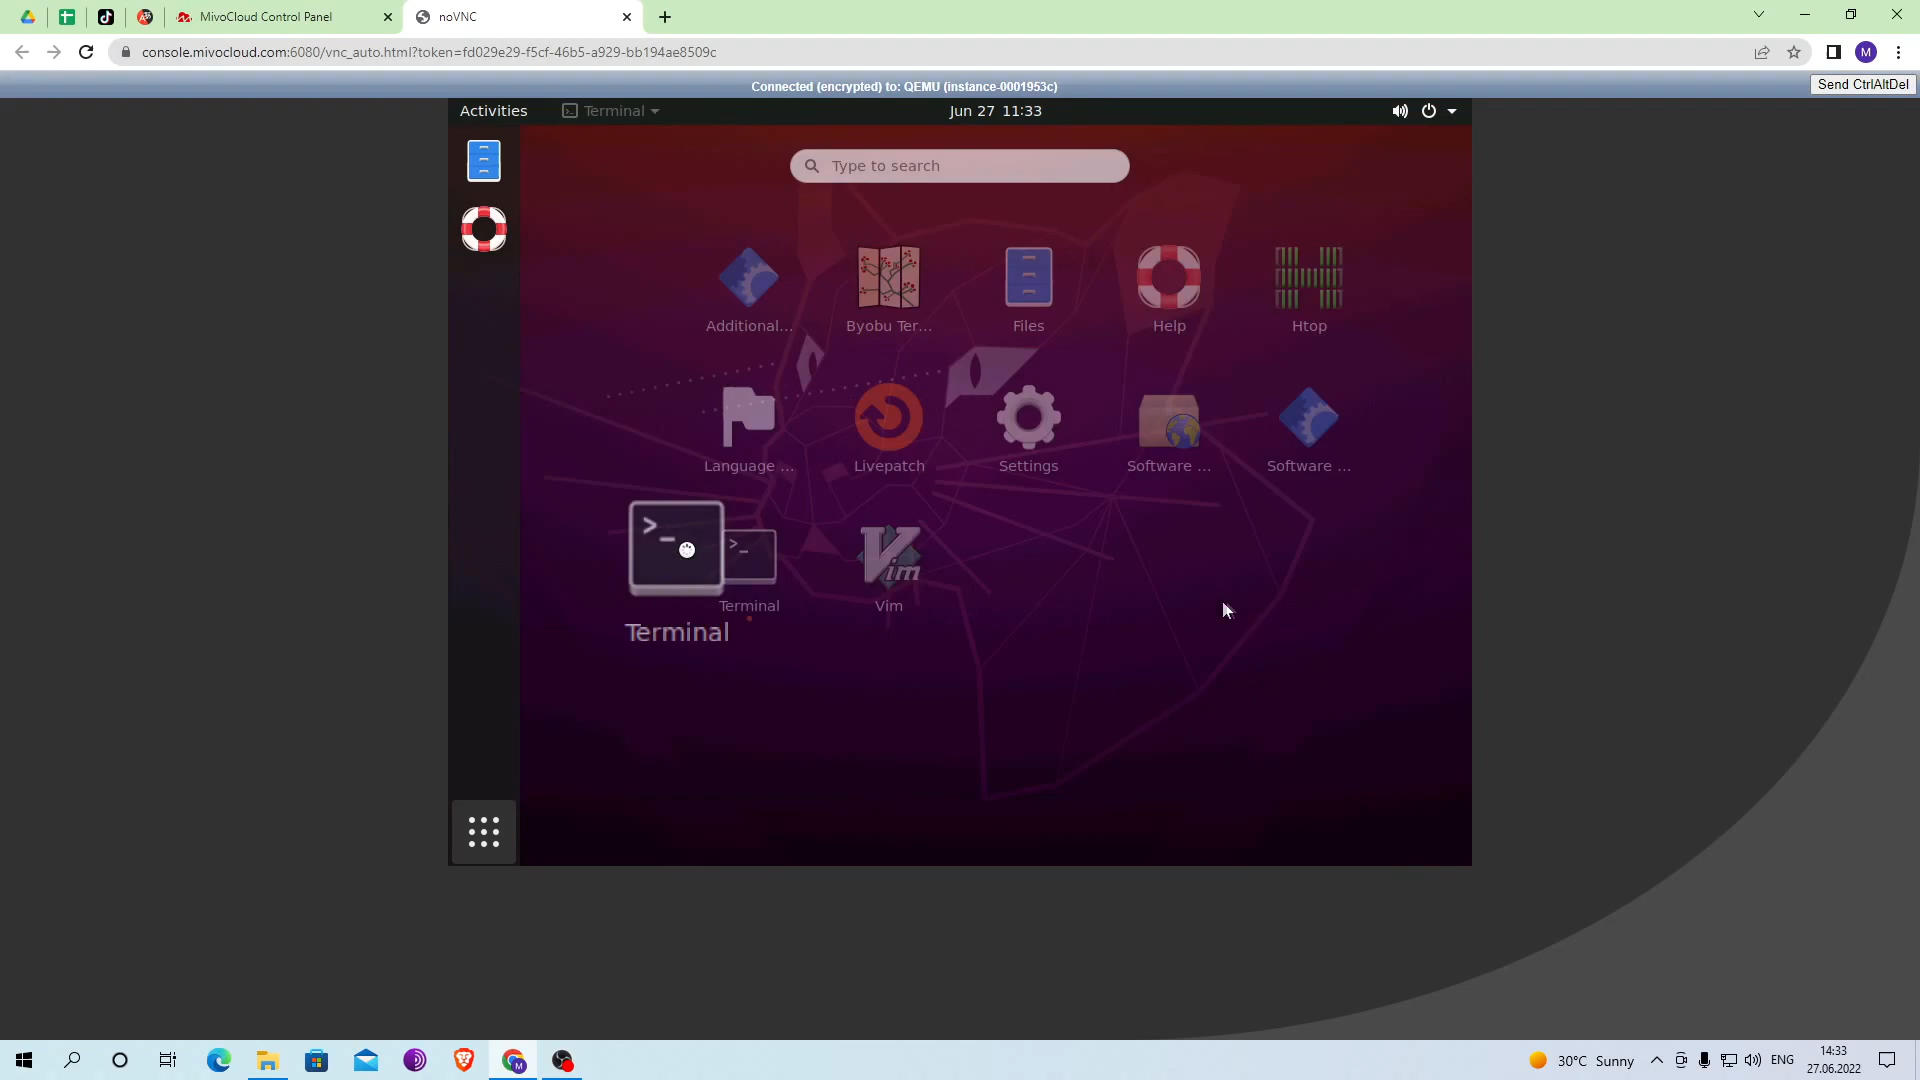 MivoCloud Control Panel
noVNC
console.mivocloud.com:6080/vnc_auto.html?token=fd029e29-f5cf-46b5-a929-bb194ae8509c
M
Connected (encrypted) to: QEMU (instance-0001953c)
Send CtrlAltDel
Activities
Terminal
Jun 27 11:33
Type to search
Additional...
Byobu Ter...
Files
Help
Htop
Language ...
Livepatch
Settings
Software ...
Software ...
Terminal
Vim
Terminal
30°C Sunny
ENG
14:33
27.06.2022